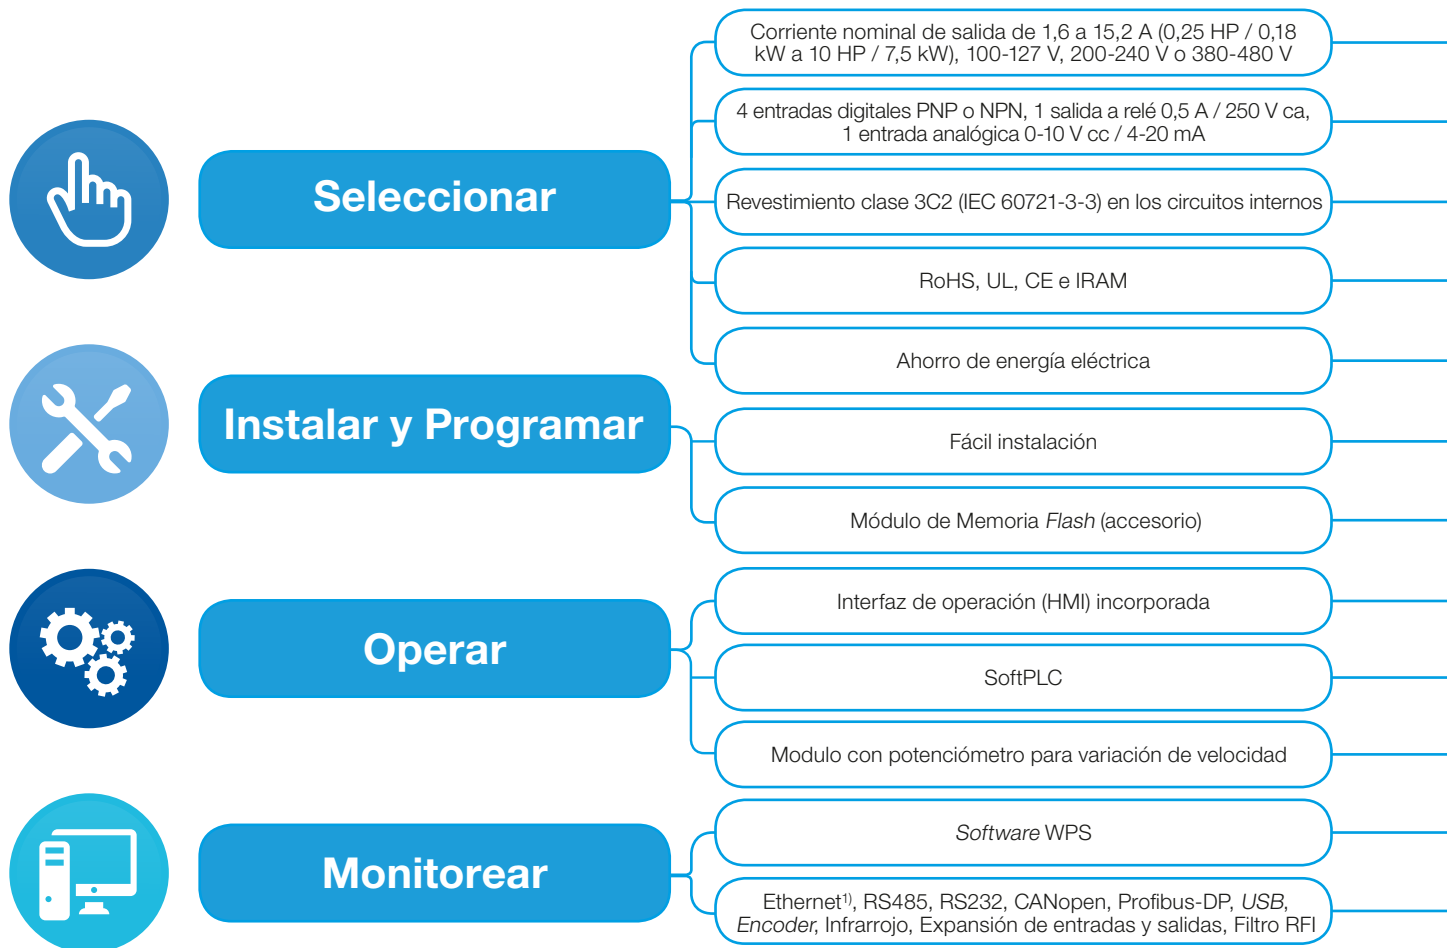 Seleccionar
Corriente nominal de salida de 1,6 a 15,2 A (0,25 HP / 0,18
kW a 10 HP / 7,5 kW), 100-127 V, 200-240 V o 380-480 V
4 entradas digitales PNP o NPN, 1 salida a relé 0,5 A / 250 V ca,
1 entrada analógica 0-10 V cc / 4-20 mA
Revestimiento clase 3C2 (IEC 60721-3-3) en los circuitos internos
RoHS, UL, CE e IRAM
Ahorro de energía eléctrica
Instalar y Programar
Fácil instalación
Módulo de Memoria Flash (accesorio)
Operar
Interfaz de operación (HMI) incorporada
SoftPLC
Modulo con potenciómetro para variación de velocidad
Monitorear
Software WPS
Ethernet¹⁾, RS485, RS232, CANopen, Profibus-DP, USB,
Encoder, Infrarrojo, Expansión de entradas y salidas, Filtro RFI